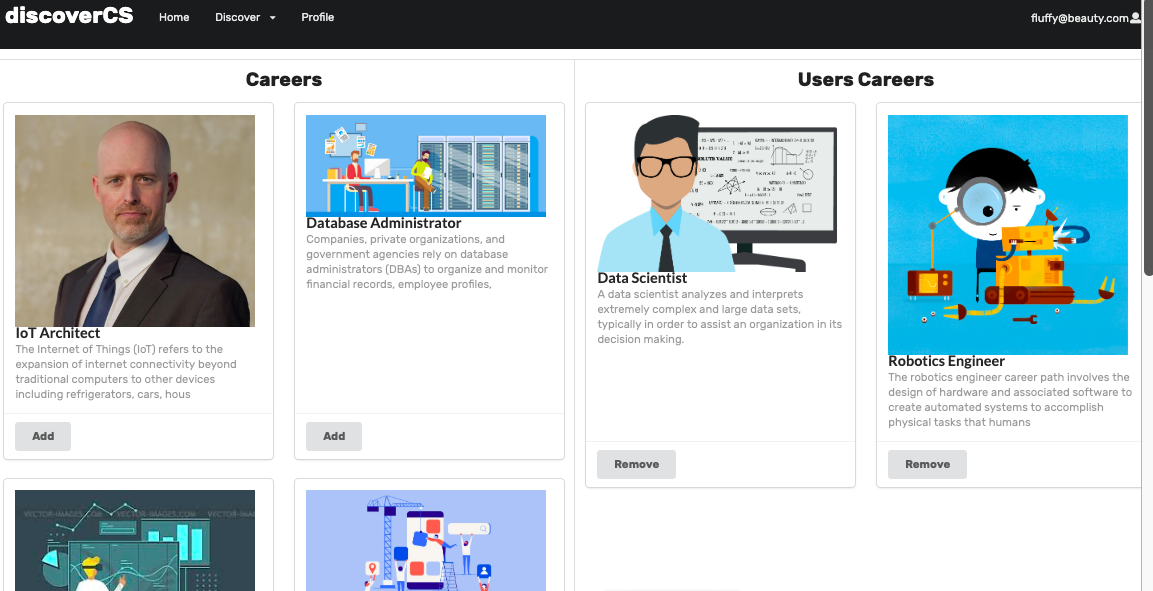 discoverCS
Home
Discover
Profile
fluffy@beauty.com
Careers
IoT Architect
The Internet of Things (IoT) refers to the
expansion of internet connectivity beyond
traditional computers to other devices
including refrigerators, cars, hous
Add
Database Administrator
Companies, private organizations, and
government agencies rely on database
administrators (DBAs) to organize and monitor
financial records, employee profiles,
Add
VECTOR-IMAGES.COM
VECTOR-IMAGES.COM
Users Careers
Data Scientist
A data scientist analyzes and interprets
extremely complex and large data sets,
typically in order to assist an organization in its
decision making.
Remove
Robotics Engineer
The robotics engineer career path involves the
design of hardware and associated software to
create automated systems to accomplish
physical tasks that humans
Remove